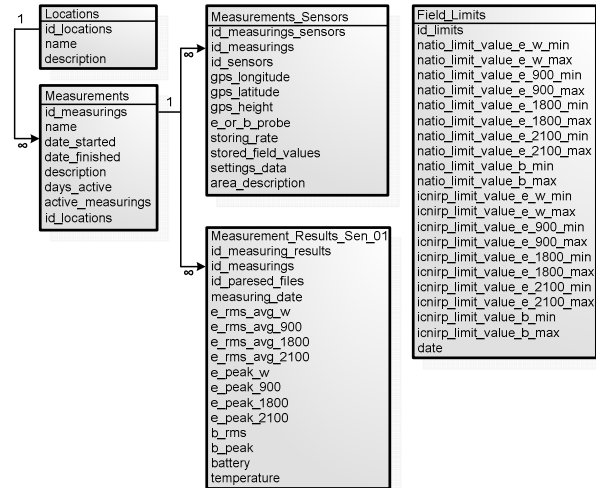 Locations
id_locations
name
description
1
∞
Measurements
id_measurings
name
date_started
date_finished
description
days_active
active_measurings
id_locations
1
∞
∞
Measurements_Sensors
id_measurings_sensors
id_measurings
id_sensors
gps_longitude
gps_latitude
gps_height
e_or_b_probe
storing_rate
stored_field_values
settings_data
area_description
Measurement_Results_Sen_01
id_measuring_results
id_measurings
id_paresed_files
measuring_date
e_rms_avg_w
e_rms_avg_900
e_rms_avg_1800
e_rms_avg_2100
e_peak_w
e_peak_900
e_peak_1800
e_peak_2100
b_rms
b_peak
battery
temperature
Field_Limits
id_limits
natio_limit_value_e_w_min
natio_limit_value_e_w_max
natio_limit_value_e_900_min
natio_limit_value_e_900_max
natio_limit_value_e_1800_min
natio_limit_value_e_1800_max
natio_limit_value_e_2100_min
natio_limit_value_e_2100_max
natio_limit_value_b_min
natio_limit_value_b_max
icnirp_limit_value_e_w_min
icnirp_limit_value_e_w_max
icnirp_limit_value_e_900_min
icnirp_limit_value_e_900_max
icnirp_limit_value_e_1800_min
icnirp_limit_value_e_1800_max
icnirp_limit_value_e_2100_min
icnirp_limit_value_e_2100_max
icnirp_limit_value_b_min
icnirp_limit_value_b_max
date